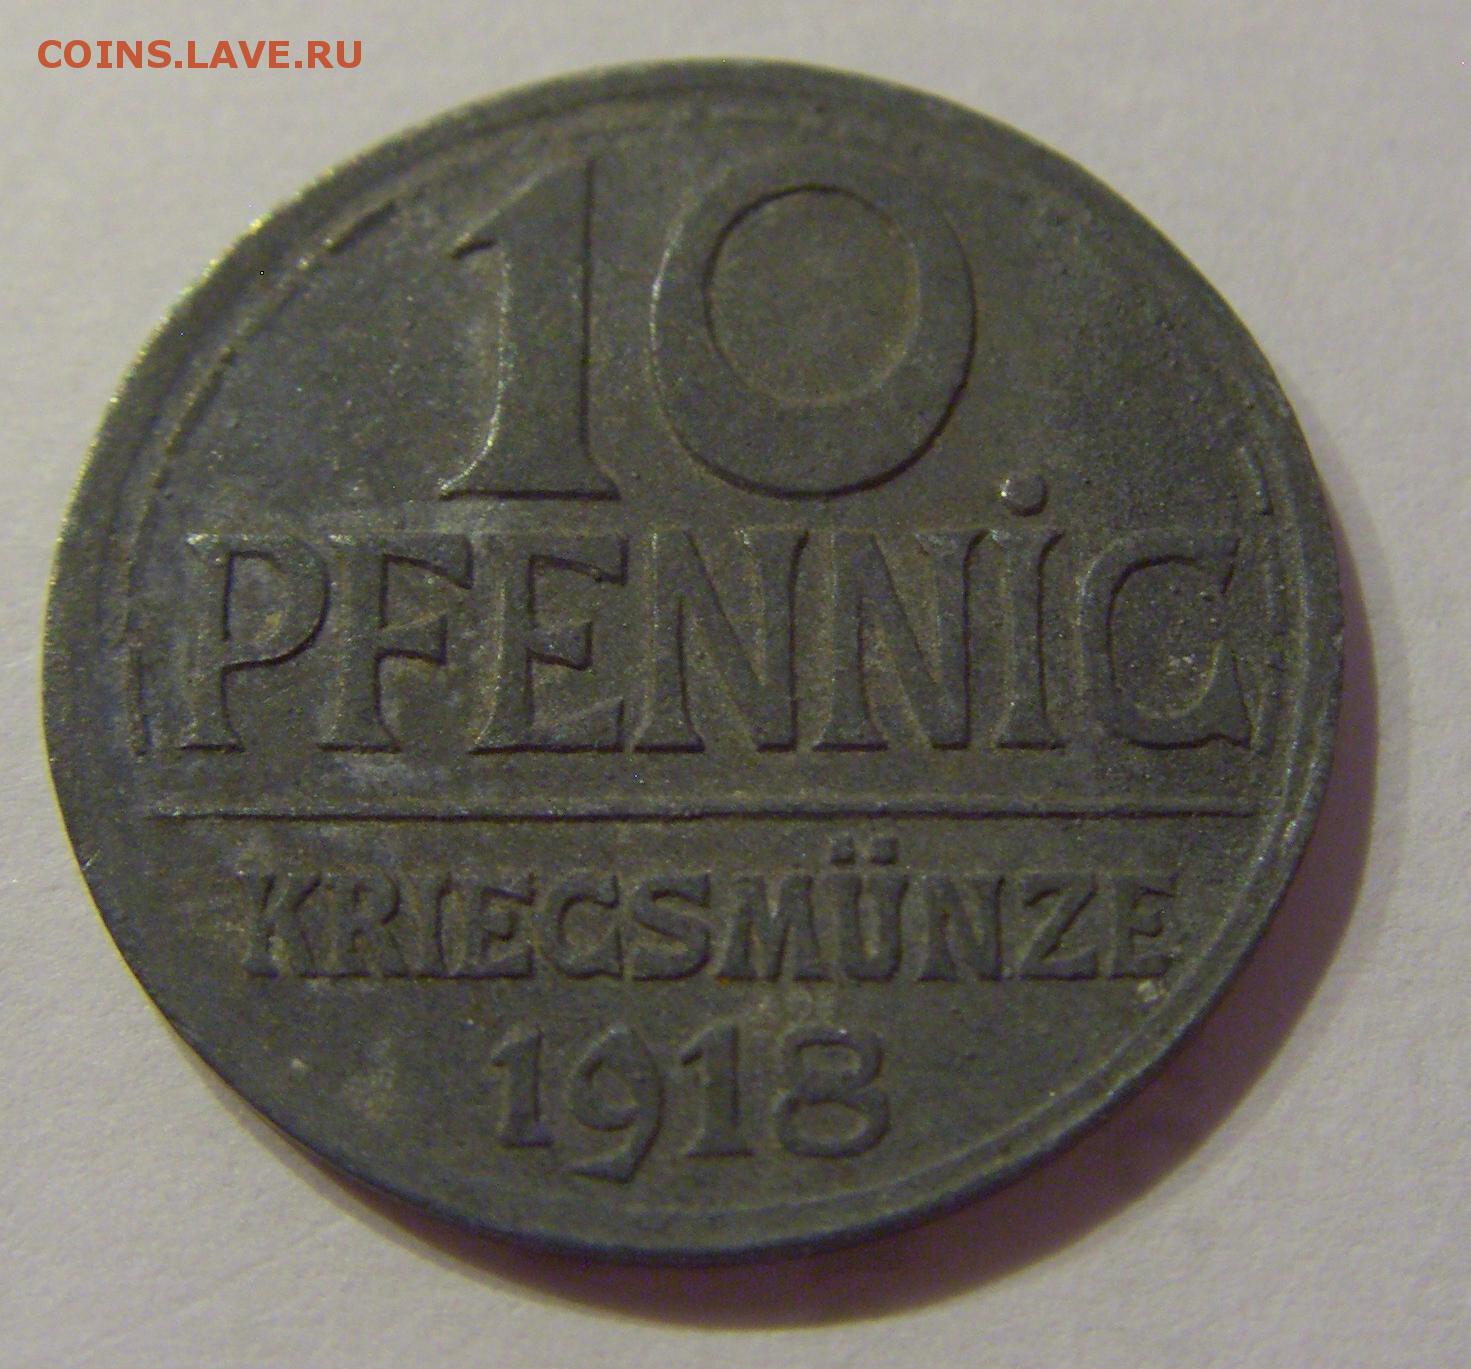 COINS.LAVE.RU
10
PFENNiG
KRIEGSMÜNZE
1918